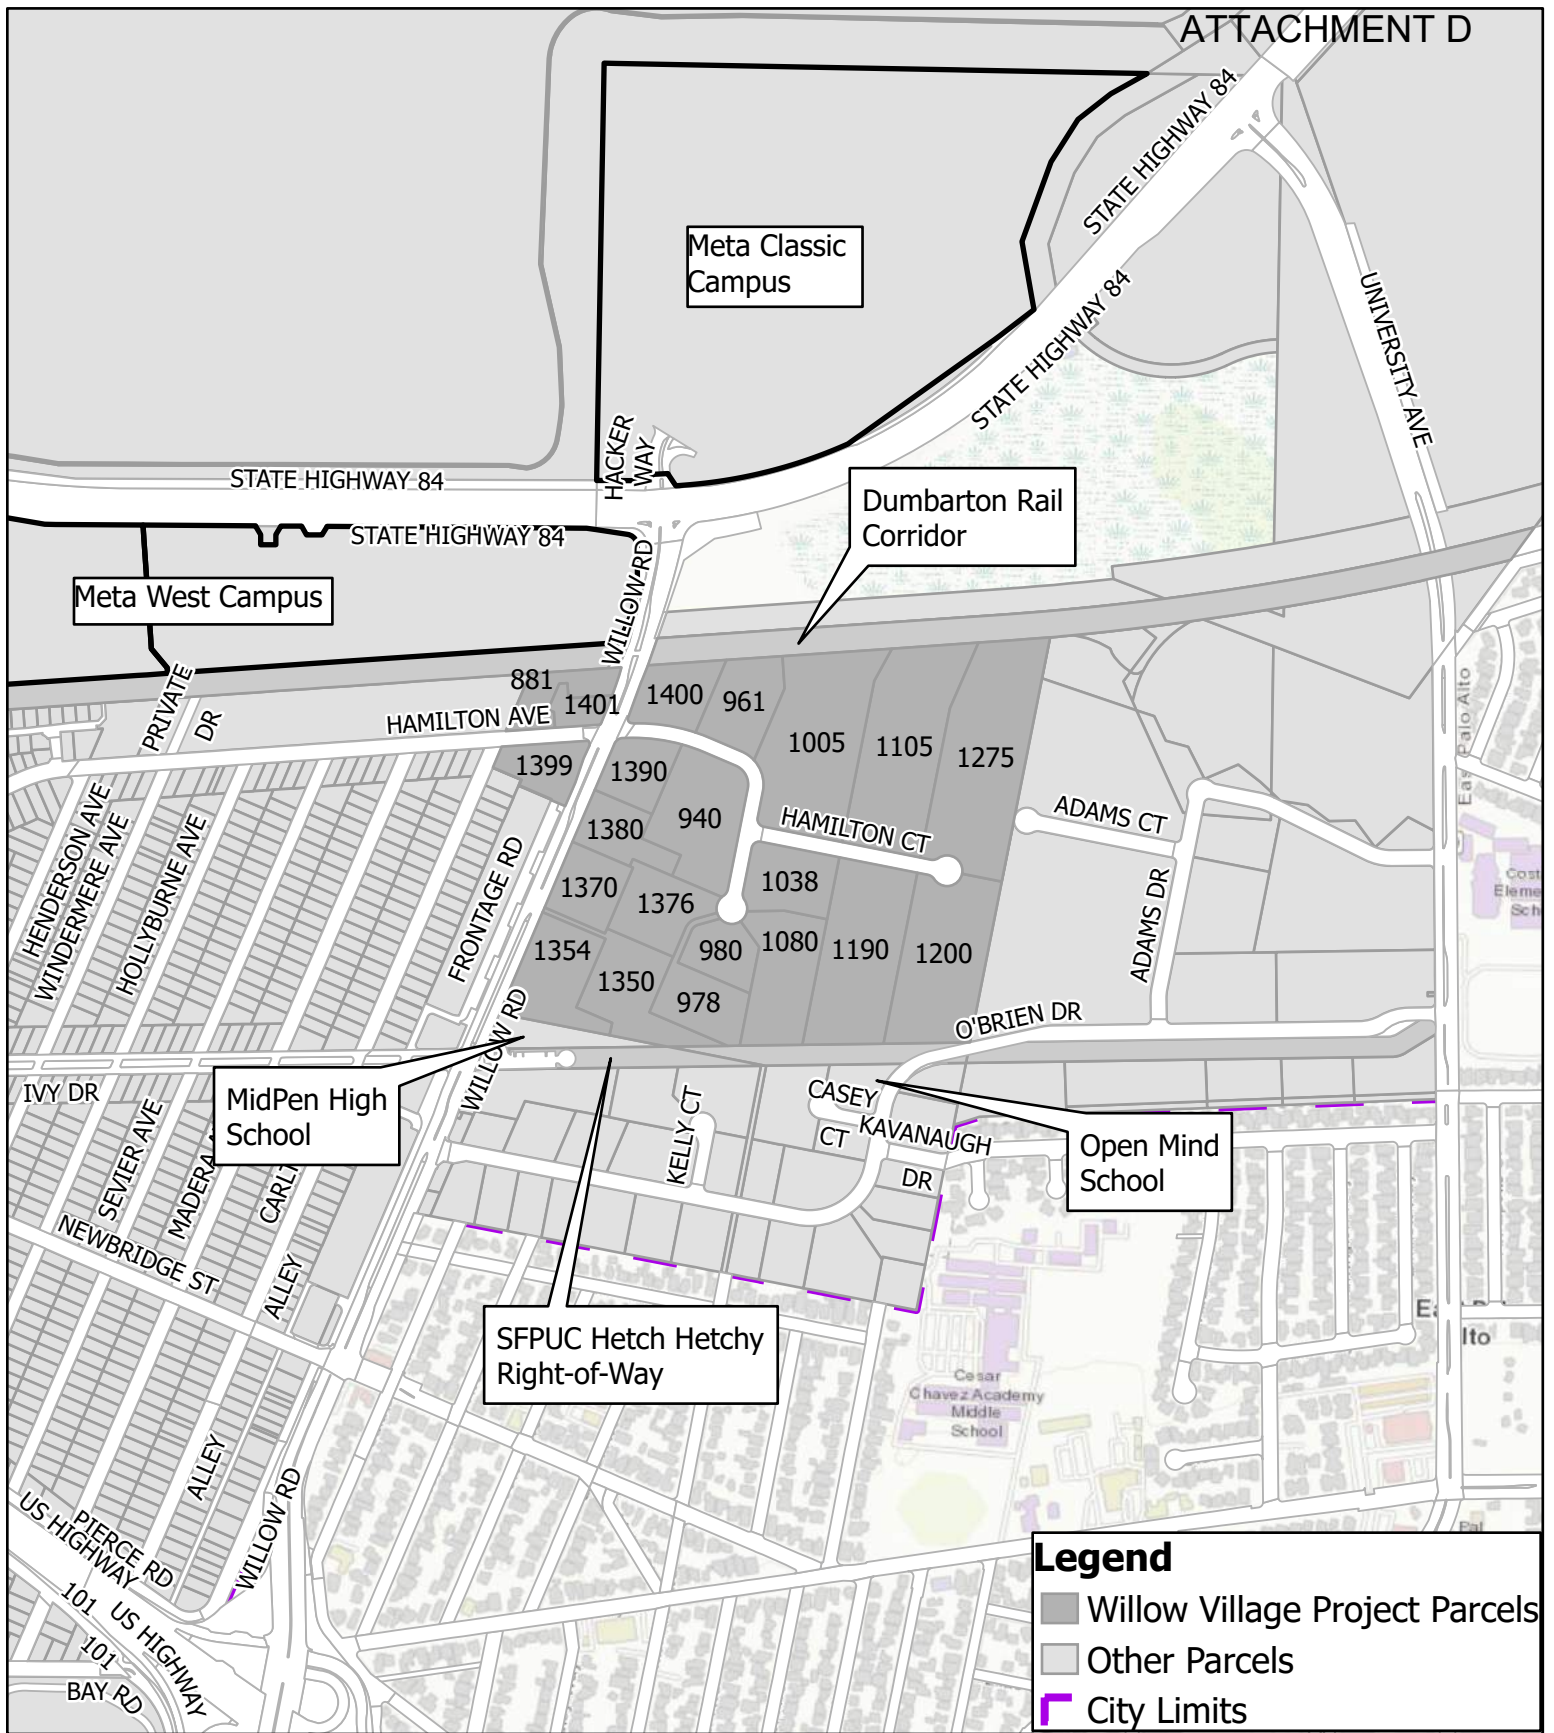 ATTACHMENT D
STATE HIGHWAY 84
Meta Classic
Campus
STATE HIGHWAY 84
UNIVERSITY AVE
HACKER
WAY
STATE HIGHWAY 84
Dumbarton Rail
Corridor
STATE HIGHWAY 84
WILLOW RD
Meta West Campus
PRIVATE
DR
881
1401
1400
961
HAMILTON AVE
1005
1105
1275
East Palo Alto
1399
1390
940
HENDERSON AVE
WINDERMERE AVE
HOLLYBURNE AVE
FRONTAGE RD
1380
HAMILTON CT
ADAMS CT
1370
1376
1038
ADAMS DR
1354
1350
980
1080
1190
1200
978
WILLOW RD
O'BRIEN DR
IVY DR
MidPen High
School
SEVIER AVE
MADERA
CARLT
KELLY CT
CASEY
CT
KAVANAUGH
DR
Open Mind
School
NEWBRIDGE ST
ALLEY
SFPUC Hetch Hetchy
Right-of-Way
Cesar
Chavez Academy
Middle
School
ALLEY
WILLOW RD
PIERCE RD
US HIGHWAY
101
US HIGHWAY
101
BAY RD
Legend
Willow Village Project Parcels
Other Parcels
City Limits